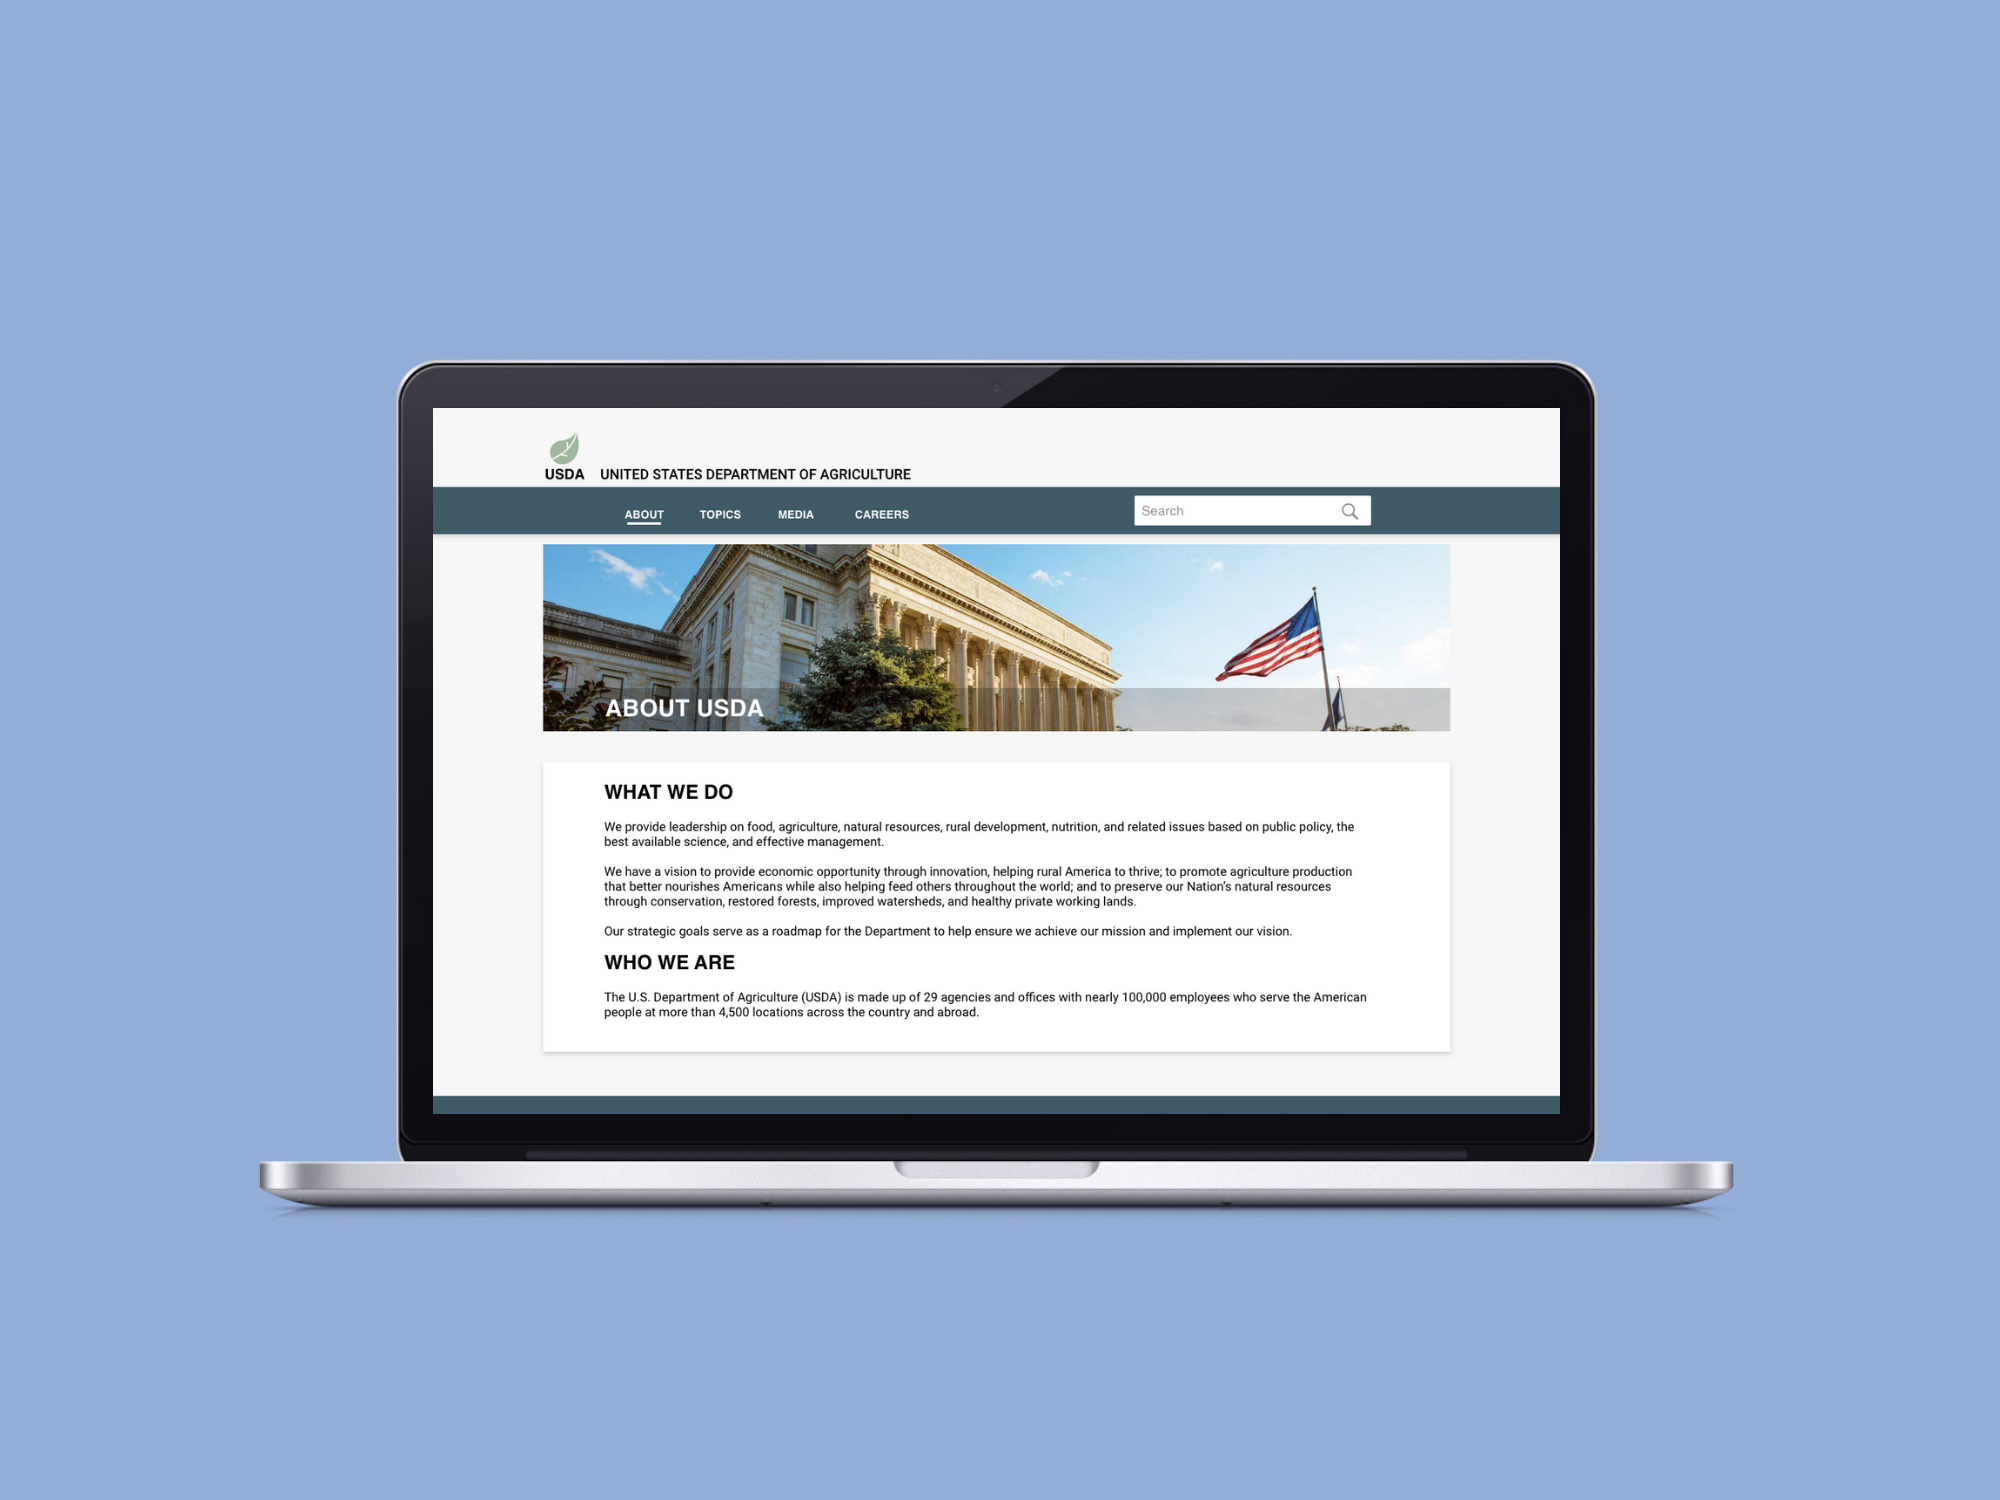 USDA UNITED STATES DEPARTMENT OF AGRICULTURE
ABOUT TOPICS MEDIA CAREERS Search
ABOUT USDA
WHAT WE DO
We provide leadership on food, agriculture, natural resources, rural development, nutrition, and related issues based on public policy, the
best available science, and effective management.
We have a vision to provide economic opportunity through innovation, helping rural America to thrive; to promote agriculture production
that better nourishes Americans while also helping feed others throughout the world; and to preserve our Nation's natural resources
through conservation, restored forests, improved watersheds, and healthy private working lands.
Our strategic goals serve as a roadmap for the Department to help ensure we achieve our mission and implement our vision.
WHO WE ARE
The U.S. Department of Agriculture (USDA) is made up of 29 agencies and offices with nearly 100,000 employees who serve the American
people at more than 4,500 locations across the country and abroad.